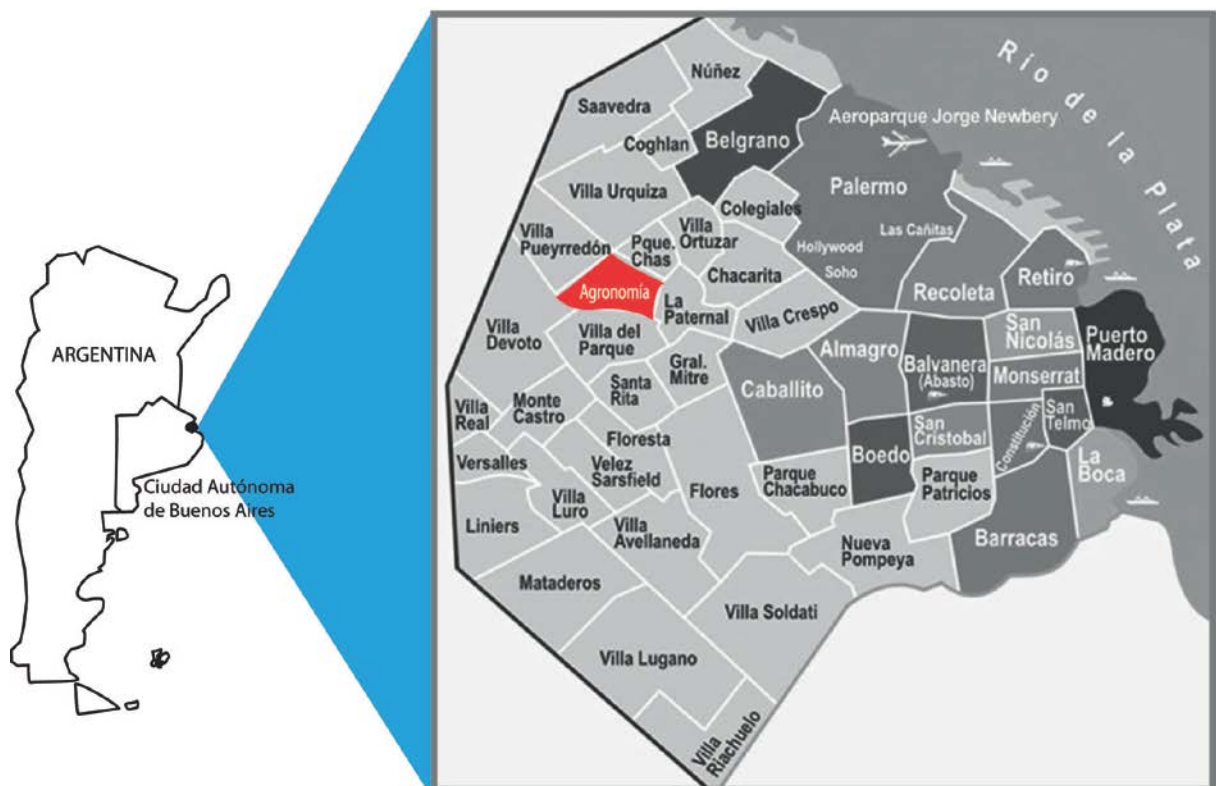 ARGENTINA
Ciudad Autónoma
de Buenos Aires
Río de la Plata
Núñez
Saavedra
Aeroparque Jorge Newbery
Coghlan
Belgrano
Palermo
Villa Urquiza
Colegiales
Las Cañitas
Villa
Pueyrredón
Pque.
Chas
Villa
Ortuzar
Hollywood
Soho
Chacarita
Retiro
Recoleta
Agronomía
La
Paternal
Villa Crespo
Villa
Devoto
Villa del
Parque
Gral.
Mitre
Almagro
Balvanera
(Abasto)
San
Nicolás
Monserrat
Puerto
Madero
Caballito
Santa
Rita
Monte
Castro
Villa
Real
San
Telmo
San
Cristobal
Constitución
Floresta
Versalles
Velez
Sarsfield
Boedo
La
Boca
Parque
Chacabuco
Parque
Patricios
Flores
Villa
Luro
Liniers
Villa
Avellaneda
Nueva
Pompeya
Barracas
Mataderos
Villa Soldati
Villa Lugano
Villa
Riachuelo